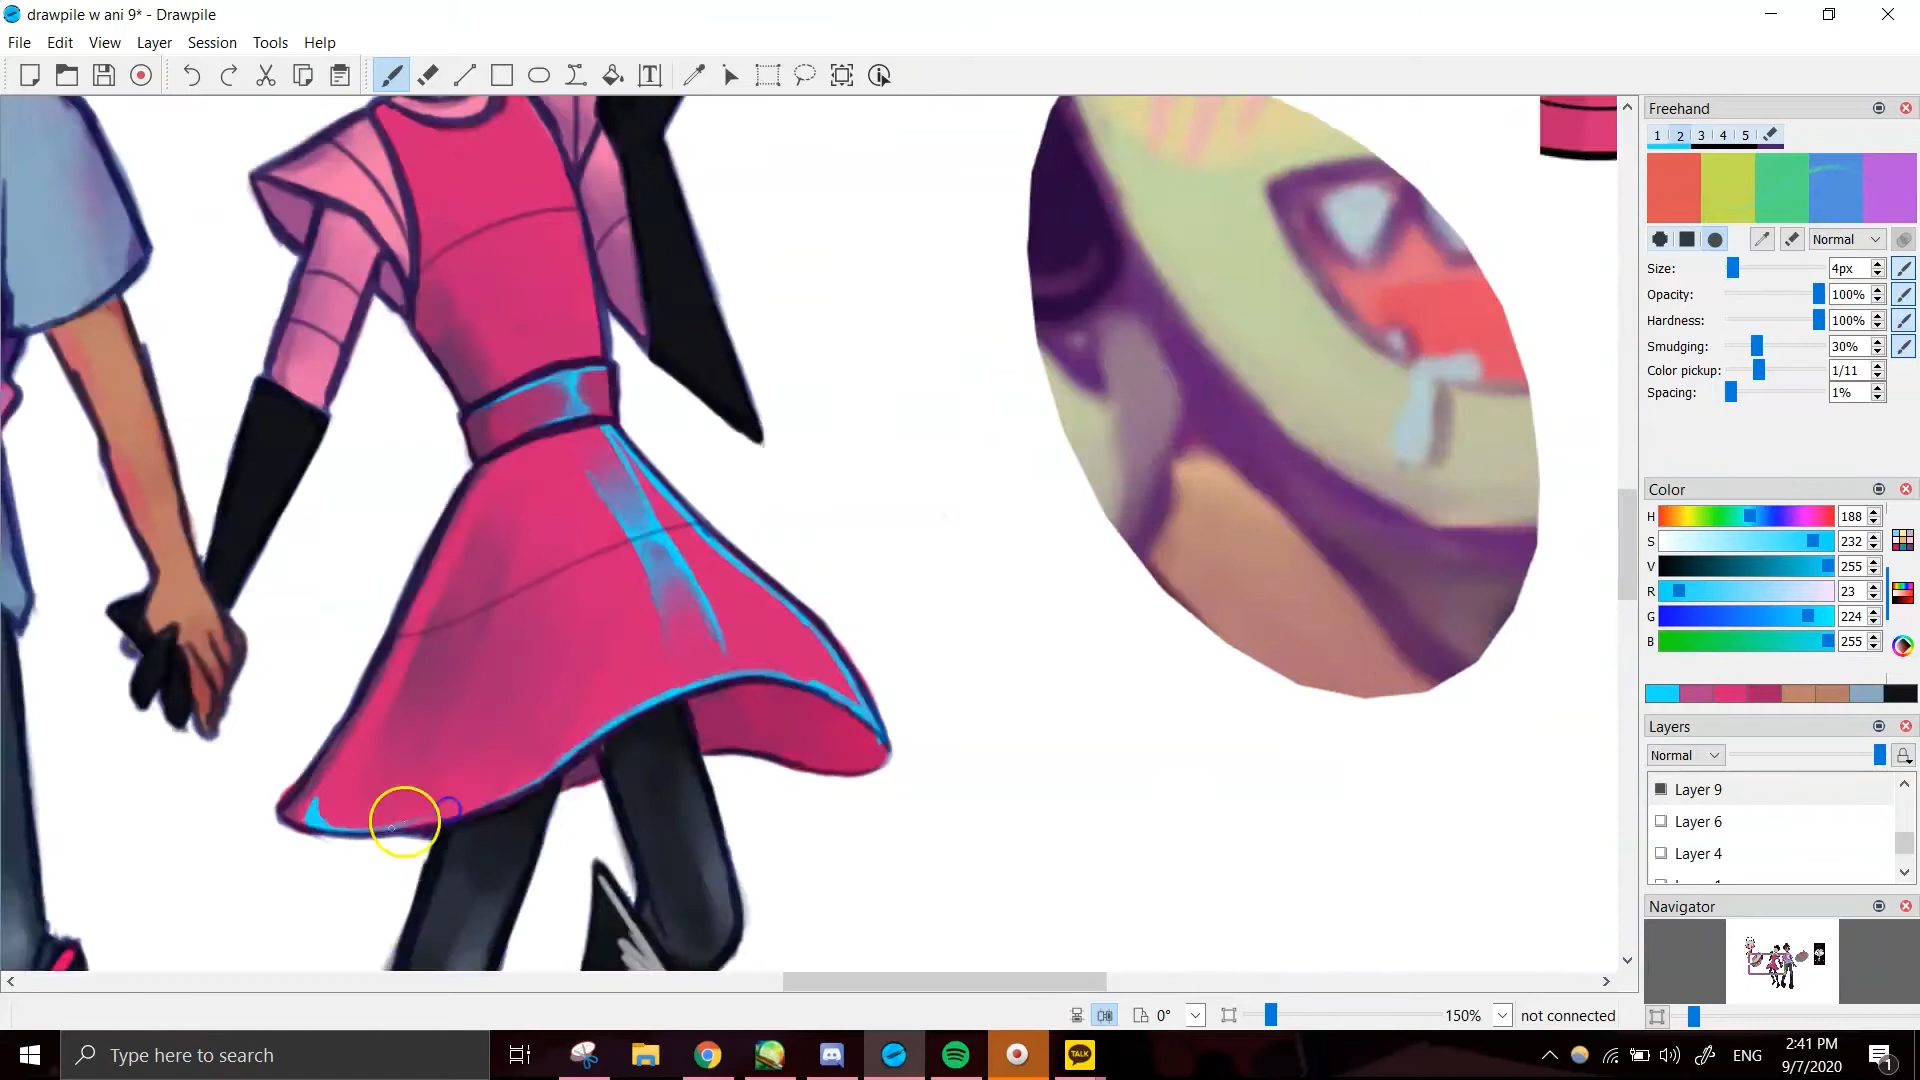 drawpile w ani 9* - Drawpile
File Edit View Layer Session Tools Help
Freehand
1 2 3 4 5
Normal
Size: 4px
Opacity: 100%
Hardness: 100%
Smudging: 30%
Color pickup: 1/11
Spacing: 1%
Color
H 188
S 232
V 255
R 23
G 224
B 255
Layers
Normal
Layer 9
Layer 6
Layer 4
Navigator
0° 150% not connected
Type here to search
TALK
ENG
2:41 PM
9/7/2020
1